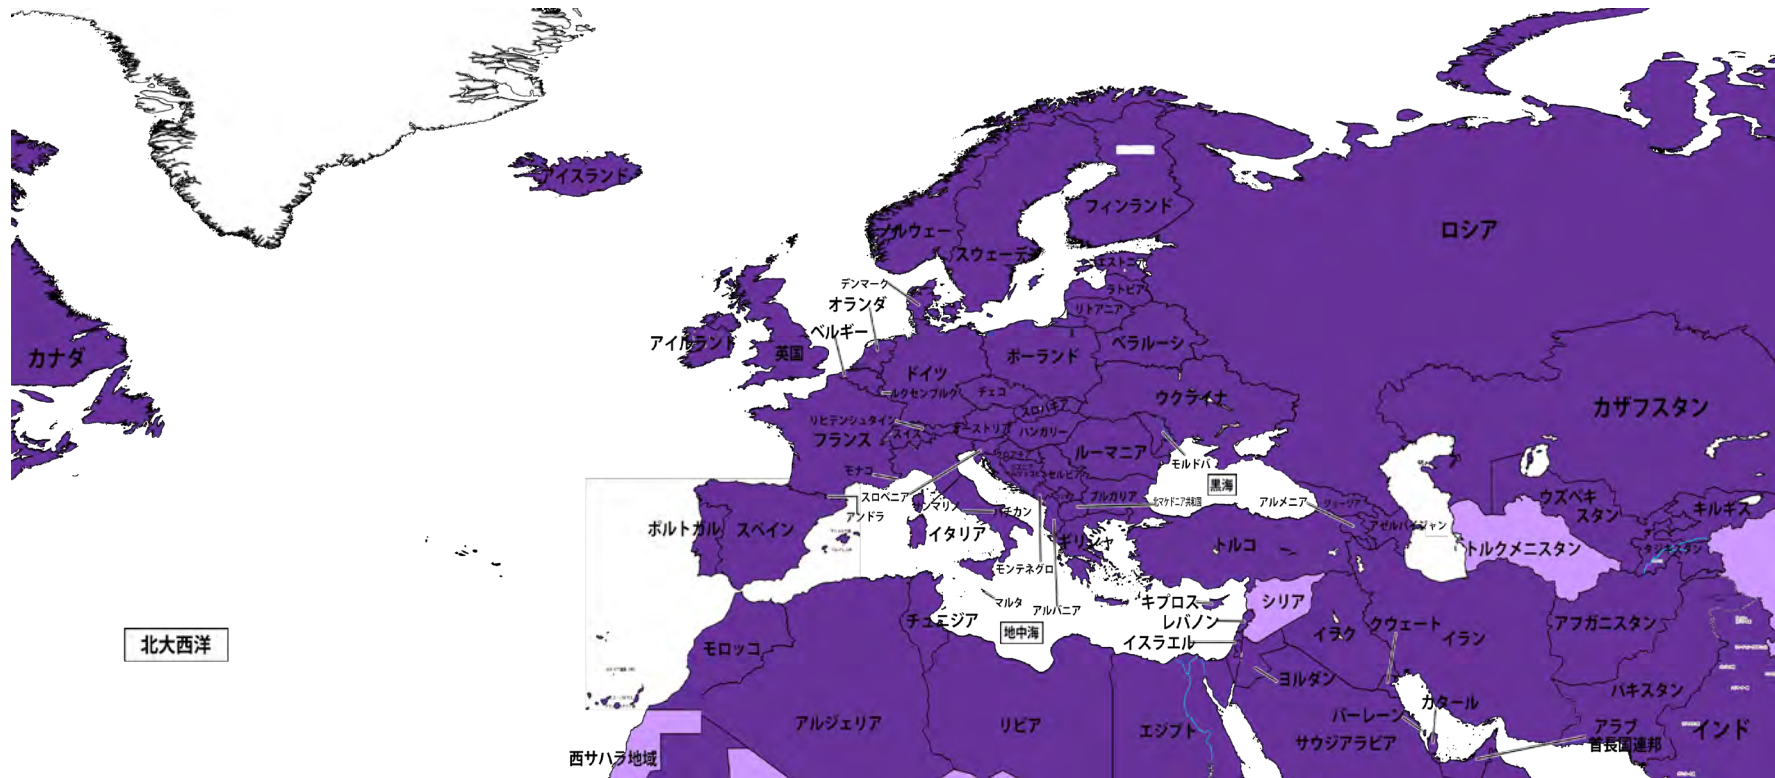 アイスランド
フィンランド
ノルウェー
ロシア
スウェーデン
エストニア
デンマーク
ラトビア
オランダ
リトアニア
ベルギー
アイルランド
カナダ
英国
ポーランド
ベラルーシ
ドイツ
ルクセンブルク
チェコ
ウクライナ
カザフスタン
スロバキア
リヒテンシュタイン
オーストリア
フランス
スイス
ハンガリー
ルーマニア
モルドバ
モナコ
セルビア
黒海
スロベニア
ブルガリア
北マケドニア共和国
アルメニア
ジョージア
ウズベキ
スタン
キルギス
サンマリノ
バチカン
アンドラ
ポルトガル
スペイン
イタリア
ギリシャ
トルコ
アゼルバイジャン
トルクメニスタン
タジキスタン
モンテネグロ
マルタ
アルバニア
キプロス
シリア
レバノン
チュニジア
地中海
イスラエル
イラク
クウェート
イラン
アフガニスタン
北大西洋
モロッコ
ヨルダン
パキスタン
アルジェリア
リビア
エジプト
カタール
バーレーン
サウジアラビア
アラブ
首長国連邦
インド
西サハラ地域